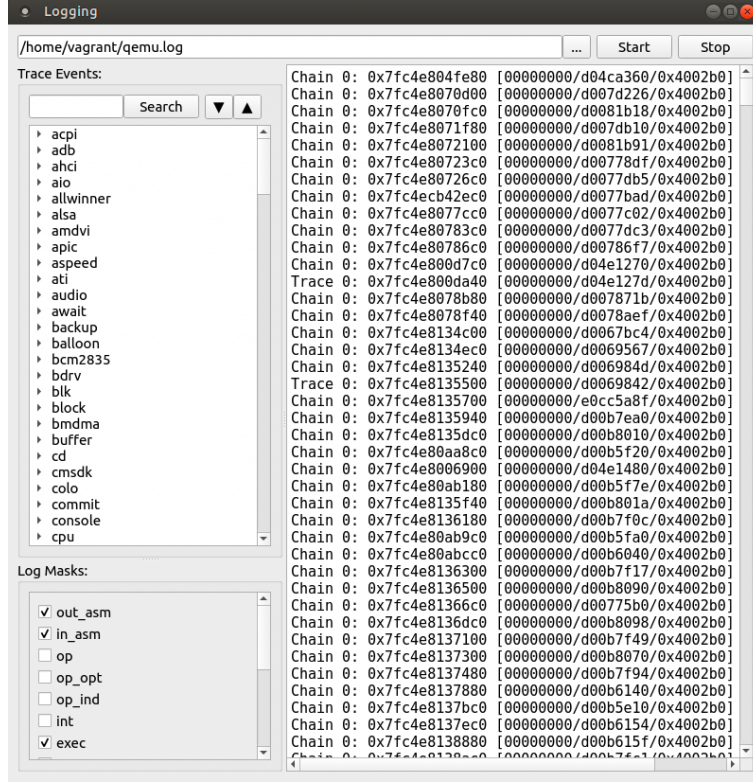 Logging
/home/vagrant/qemu.log
...
Start
Stop
Trace Events:
Search
acpi
adb
ahci
aio
allwinner
alsa
amdvi
apic
aspeed
ati
audio
await
backup
balloon
bcm2835
bdrv
blk
block
bmdma
buffer
cd
cmsdk
colo
commit
console
cpu
Log Masks:
out_asm
in_asm
op
op_opt
op_ind
int
exec
Chain 0: 0x7fc4e804fe80 [00000000/d04ca360/0x4002b0]
Chain 0: 0x7fc4e8070d00 [00000000/d007d226/0x4002b0]
Chain 0: 0x7fc4e8070fc0 [00000000/d0081b18/0x4002b0]
Chain 0: 0x7fc4e8071f80 [00000000/d007db10/0x4002b0]
Chain 0: 0x7fc4e8072100 [00000000/d0081b91/0x4002b0]
Chain 0: 0x7fc4e80723c0 [00000000/d00778df/0x4002b0]
Chain 0: 0x7fc4e80726c0 [00000000/d0077db5/0x4002b0]
Chain 0: 0x7fc4ecb42ec0 [00000000/d0077bad/0x4002b0]
Chain 0: 0x7fc4e8077cc0 [00000000/d0077c02/0x4002b0]
Chain 0: 0x7fc4e80783c0 [00000000/d0077dc3/0x4002b0]
Chain 0: 0x7fc4e80786c0 [00000000/d00786f7/0x4002b0]
Chain 0: 0x7fc4e800d7c0 [00000000/d04e1270/0x4002b0]
Trace 0: 0x7fc4e800da40 [00000000/d04e127d/0x4002b0]
Chain 0: 0x7fc4e8078b80 [00000000/d007871b/0x4002b0]
Chain 0: 0x7fc4e8078f40 [00000000/d0078aef/0x4002b0]
Chain 0: 0x7fc4e8134c00 [00000000/d0067bc4/0x4002b0]
Chain 0: 0x7fc4e8134ec0 [00000000/d0069567/0x4002b0]
Chain 0: 0x7fc4e8135240 [00000000/d006984d/0x4002b0]
Trace 0: 0x7fc4e8135500 [00000000/d0069842/0x4002b0]
Chain 0: 0x7fc4e8135700 [00000000/e0cc5a8f/0x4002b0]
Chain 0: 0x7fc4e8135940 [00000000/d00b7ea0/0x4002b0]
Chain 0: 0x7fc4e8135dc0 [00000000/d00b8010/0x4002b0]
Chain 0: 0x7fc4e80aa8c0 [00000000/d00b5f20/0x4002b0]
Chain 0: 0x7fc4e8006900 [00000000/d04e1480/0x4002b0]
Chain 0: 0x7fc4e80ab180 [00000000/d00b5f7e/0x4002b0]
Chain 0: 0x7fc4e8135f40 [00000000/d00b801a/0x4002b0]
Chain 0: 0x7fc4e8136180 [00000000/d00b7f0c/0x4002b0]
Chain 0: 0x7fc4e80ab9c0 [00000000/d00b5fa0/0x4002b0]
Chain 0: 0x7fc4e80abcc0 [00000000/d00b6040/0x4002b0]
Chain 0: 0x7fc4e8136300 [00000000/d00b7f17/0x4002b0]
Chain 0: 0x7fc4e8136500 [00000000/d00b8090/0x4002b0]
Chain 0: 0x7fc4e81366c0 [00000000/d00775b0/0x4002b0]
Chain 0: 0x7fc4e8136dc0 [00000000/d00b8098/0x4002b0]
Chain 0: 0x7fc4e8137100 [00000000/d00b7f49/0x4002b0]
Chain 0: 0x7fc4e8137300 [00000000/d00b8070/0x4002b0]
Chain 0: 0x7fc4e8137480 [00000000/d00b7f94/0x4002b0]
Chain 0: 0x7fc4e8137880 [00000000/d00b6140/0x4002b0]
Chain 0: 0x7fc4e8137bc0 [00000000/d00b5e10/0x4002b0]
Chain 0: 0x7fc4e8137ec0 [00000000/d00b6154/0x4002b0]
Chain 0: 0x7fc4e8138880 [00000000/d00b615f/0x4002b0]